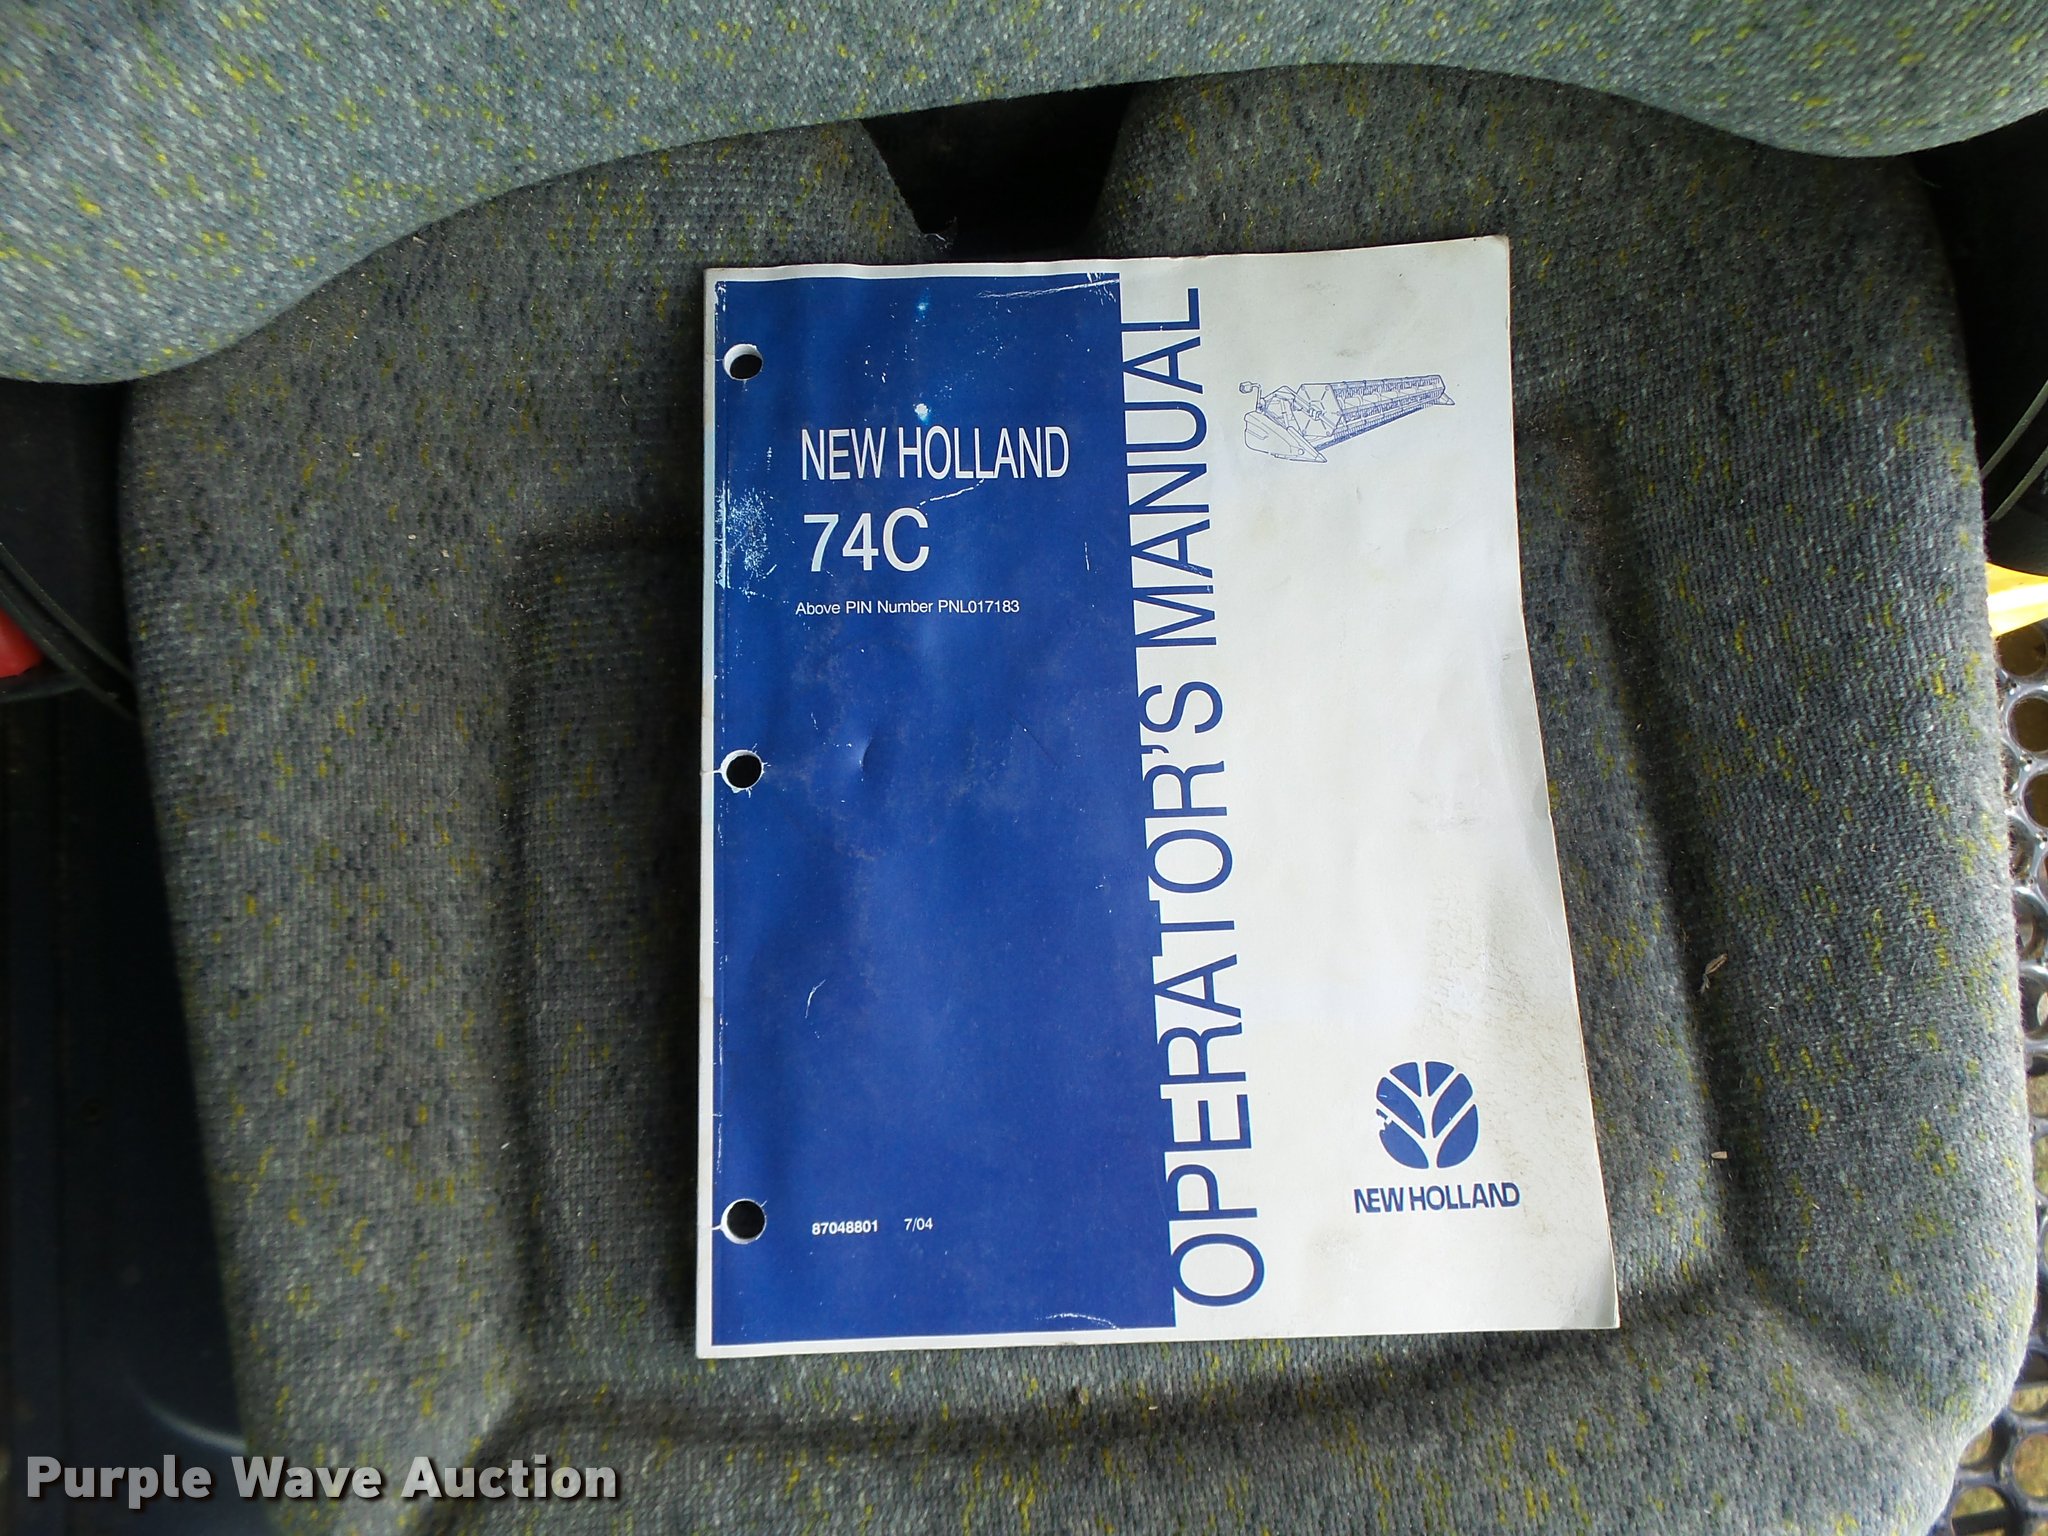 NEW HOLLAND
74C
Above PIN Number PNL017183
87048801 7/04
OPERATOR'S MANUAL
NEW HOLLAND
Purple Wave Auction